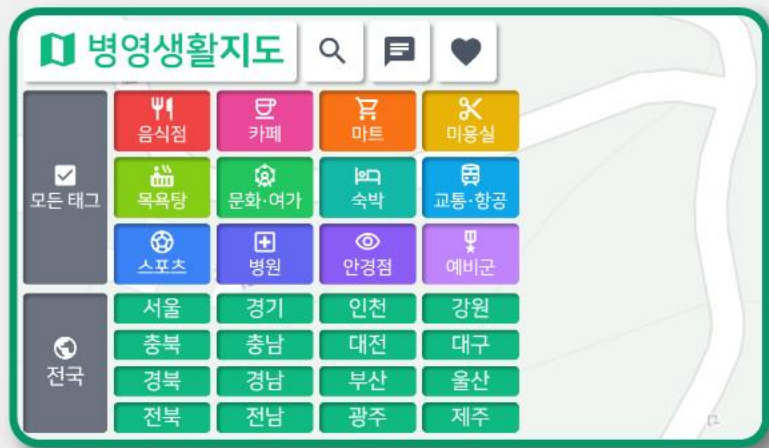 병영생활지도
음식점 카페 마트 미용실
모든 태그
목욕탕 문화·여가 숙박 교통·항공
스포츠 병원 안경점 예비군
서울 경기 인천 강원
충북 충남 대전 대구
전국
경북 경남 부산 울산
전북 전남 광주 제주